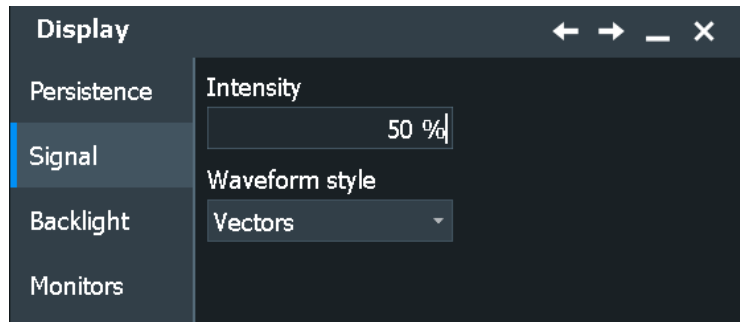 Display
Persistence
Signal
Backlight
Monitors
Intensity
50 %
Waveform style
Vectors